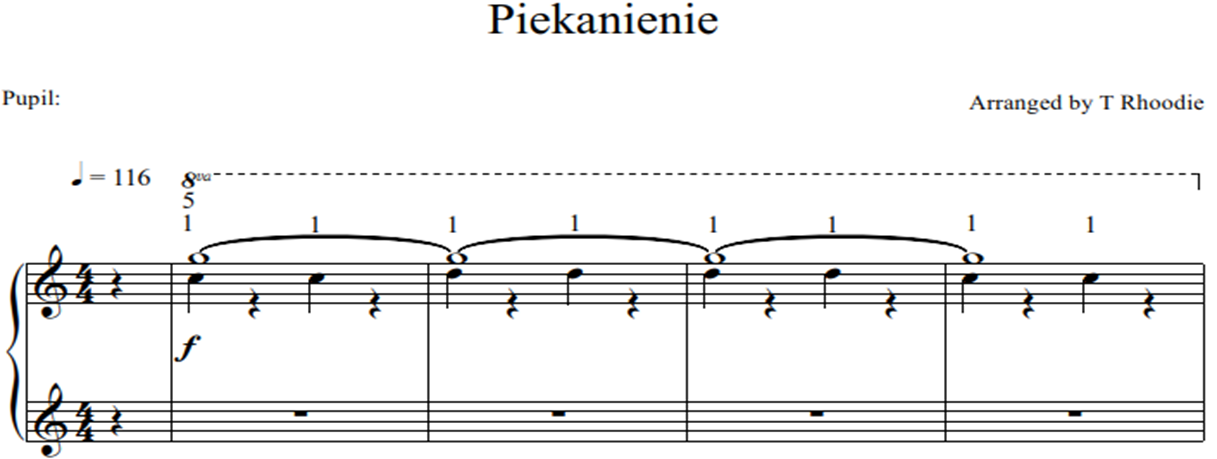 Piekanienie
Pupil:
Arranged by T Rhoodie
= 116
8va
5
1 1 1 1 1 1 1 1
f